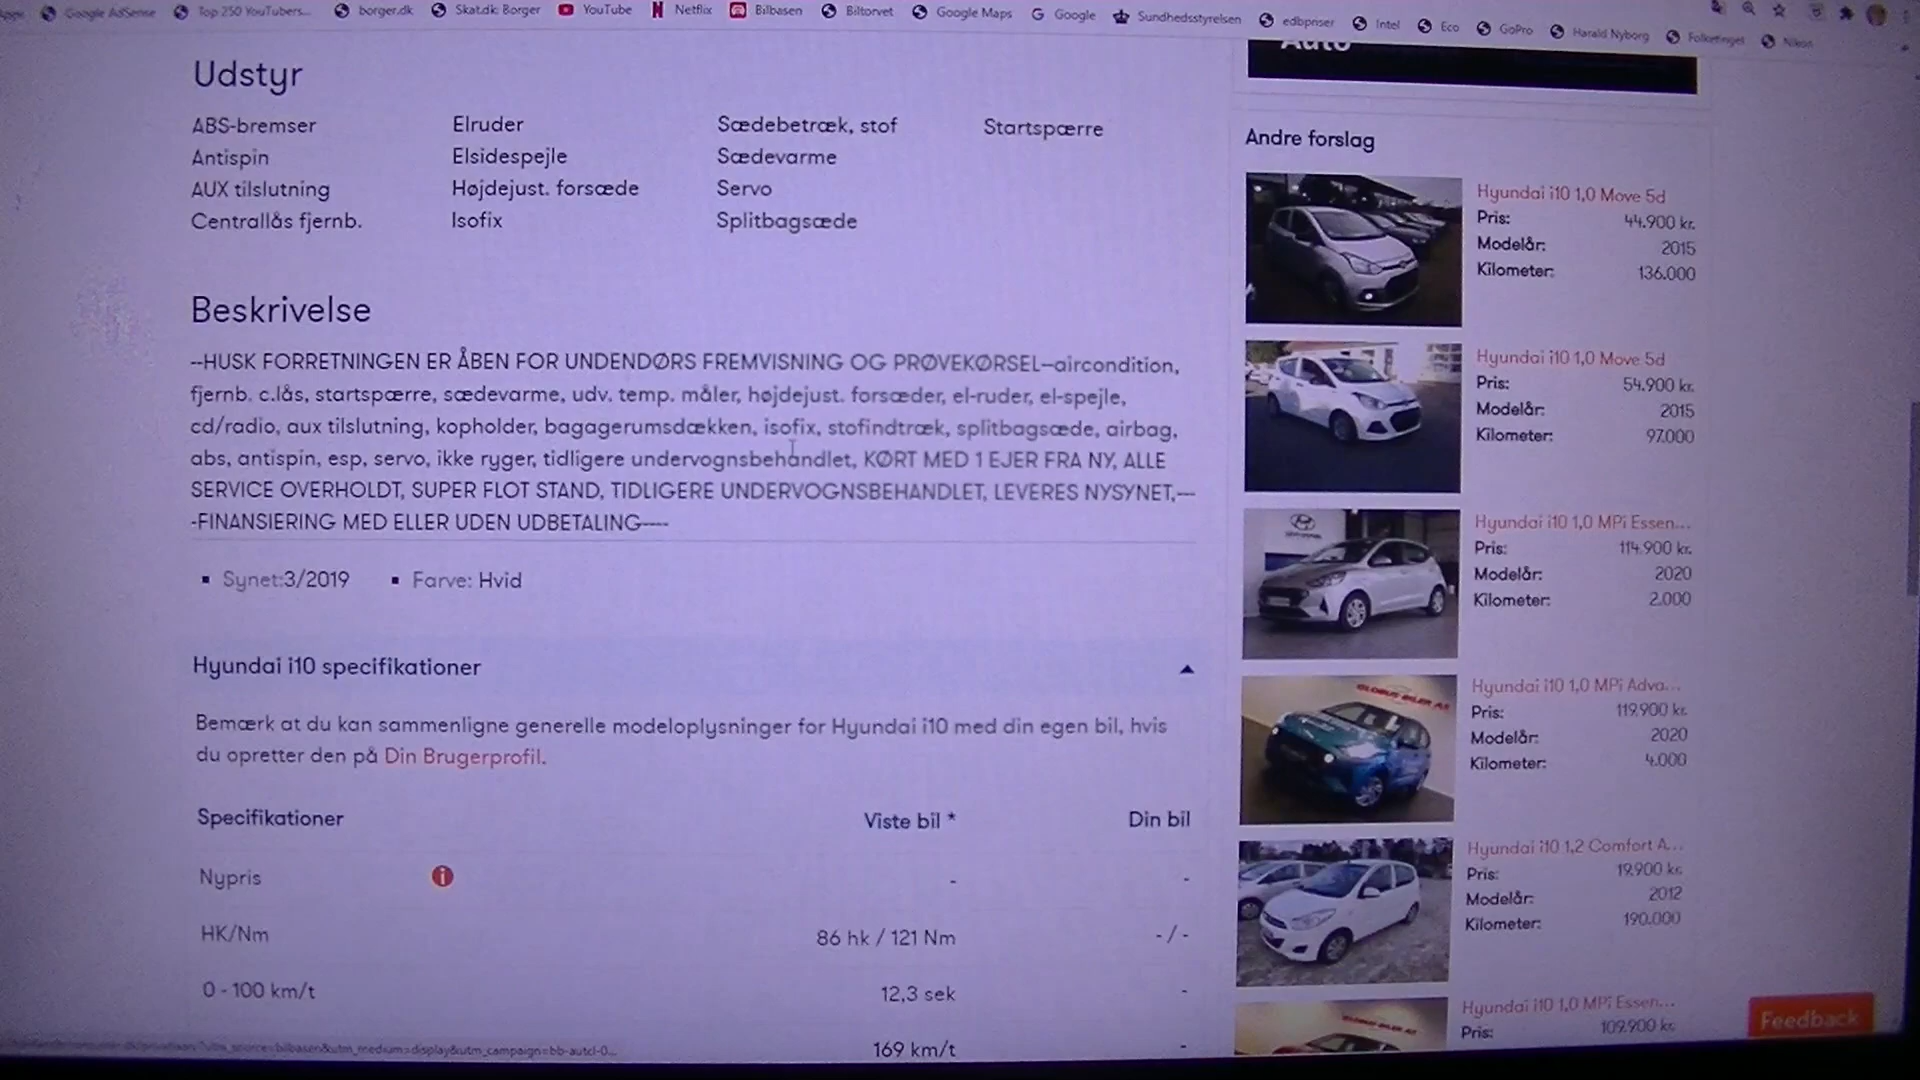 Apps
Google AdSense
Top 250 YouTubers...
borger.dk
Skat.dk: Borger
YouTube
Netflix
Bilbasen
Biltorvet
Google Maps
Google
Sundhedsstyrelsen
edbpriser
Intel
Eco
GoPro
Harald Nyborg
Folketinget
Nikon
Udstyr
ABS-bremser
Antispin
AUX tilslutning
Centrallås fjernb.
Elruder
Elsidespejle
Højdejust. forsæde
Isofix
Sædebetræk, stof
Sædevarme
Servo
Splitbagsæde
Startspærre
Beskrivelse
--HUSK FORRETNINGEN ER ÅBEN FOR UNDENDØRS FREMVISNING OG PRØVEKØRSEL--aircondition,
fjernb. c.lås, startspærre, sædevarme, udv. temp. måler, højdejust. forsæder, el-ruder, el-spejle,
cd/radio, aux tilslutning, kopholder, bagagerumsdækken, isofix, stofindtræk, splitbagsæde, airbag,
abs, antispin, esp, servo, ikke ryger, tidligere undervognsbehandlet, KØRT MED 1 EJER FRA NY, ALLE
SERVICE OVERHOLDT, SUPER FLOT STAND, TIDLIGERE UNDERVOGNSBEHANDLET, LEVERES NYSYNET,---
-FINANSIERING MED ELLER UDEN UDBETALING----
Synet:3/2019
Farve: Hvid
Hyundai i10 specifikationer
Bemærk at du kan sammenligne generelle modeloplysninger for Hyundai i10 med din egen bil, hvis
du opretter den på Din Brugerprofil.
Specifikationer Viste bil * Din bil
Nypris - -
HK/Nm 86 hk / 121 Nm - / -
0 - 100 km/t 12,3 sek -
169 km/t -
Auto
Andre forslag
Hyundai i10 1,0 Move 5d
Pris: 44.900 kr.
Modelår: 2015
Kilometer: 136.000
Hyundai i10 1,0 Move 5d
Pris: 54.900 kr.
Modelår: 2015
Kilometer: 97.000
Hyundai i10 1,0 MPi Essen...
Pris: 114.900 kr.
Modelår: 2020
Kilometer: 2.000
Hyundai i10 1,0 MPi Adva...
Pris: 119.900 kr.
Modelår: 2020
Kilometer: 4.000
Hyundai i10 1,2 Comfort A...
Pris: 19.900 kr.
Modelår: 2012
Kilometer: 190.000
Hyundai i10 1,0 MPi Essen...
Pris: 109.900 kr.
Feedback